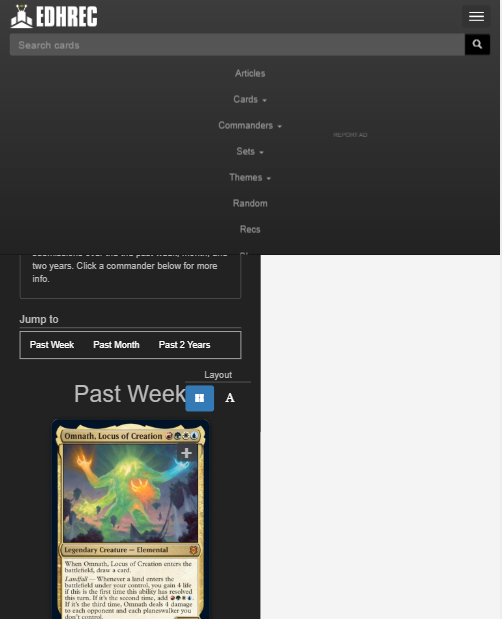 EDHREC
Search cards
Articles
Cards
Commanders
REPORT AD
Sets
Themes
Random
Recs
submissions over the the past week, month, and
two years. Click a commander below for more
info.
Jump to
Past Week Past Month Past 2 Years
Layout
Past Week
A
Omnath, Locus of Creation
Legendary Creature — Elemental
When Omnath, Locus of Creation enters the
battlefield, draw a card.
Landfall — Whenever a land enters the
battlefield under your control, you gain 4 life
if this is the first time this ability has resolved
this turn. If it's the second time, add
If it's the third time, Omnath deals 4 damage
to each opponent and each planeswalker you
don't control.